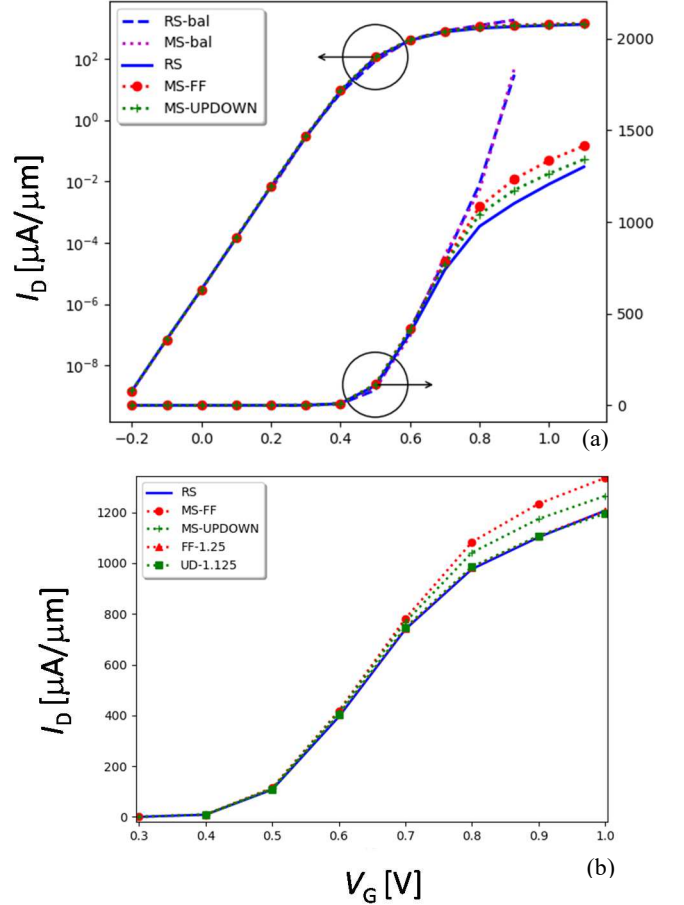 RS-bal
MS-bal
RS
MS-FF
MS-UPDOWN
10² 10⁰ 10⁻² 10⁻⁴ 10⁻⁶ 10⁻⁸
2000 1500 1000 500 0
I_D [μA/μm]
−0.2 0.0 0.2 0.4 0.6 0.8 1.0
(a)
RS
MS-FF
MS-UPDOWN
FF-1.25
UD-1.125
1200 1000 800 600 400 200 0
I_D [μA/μm]
0.3 0.4 0.5 0.6 0.7 0.8 0.9 1.0
V_G [V]
(b)